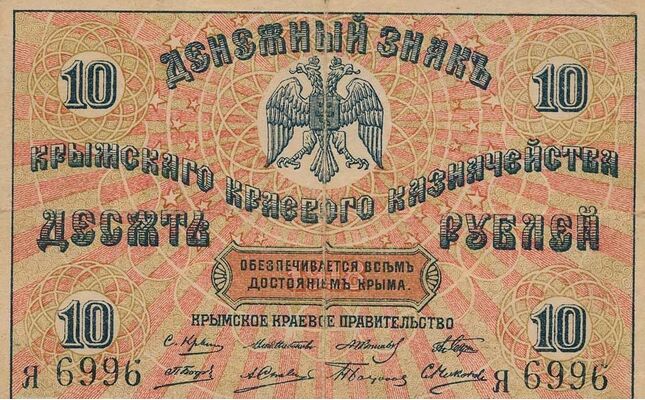 ДЕНЕЖНЫЙ ЗНАКЪ
10 10
КРЫМСКАГО КРАЕВОГО КАЗНАЧЕЙСТВА
ДЕСЯТЬ РУБЛЕЙ
ОБЕЗПЕЧИВАЕТСЯ ВСѢМЪ
ДОСТОЯНІЕМЪ КРЫМА.
КРЫМСКОЕ КРАЕВОЕ ПРАВИТЕЛЬСТВО
10 10
Я 6996 Я 6996